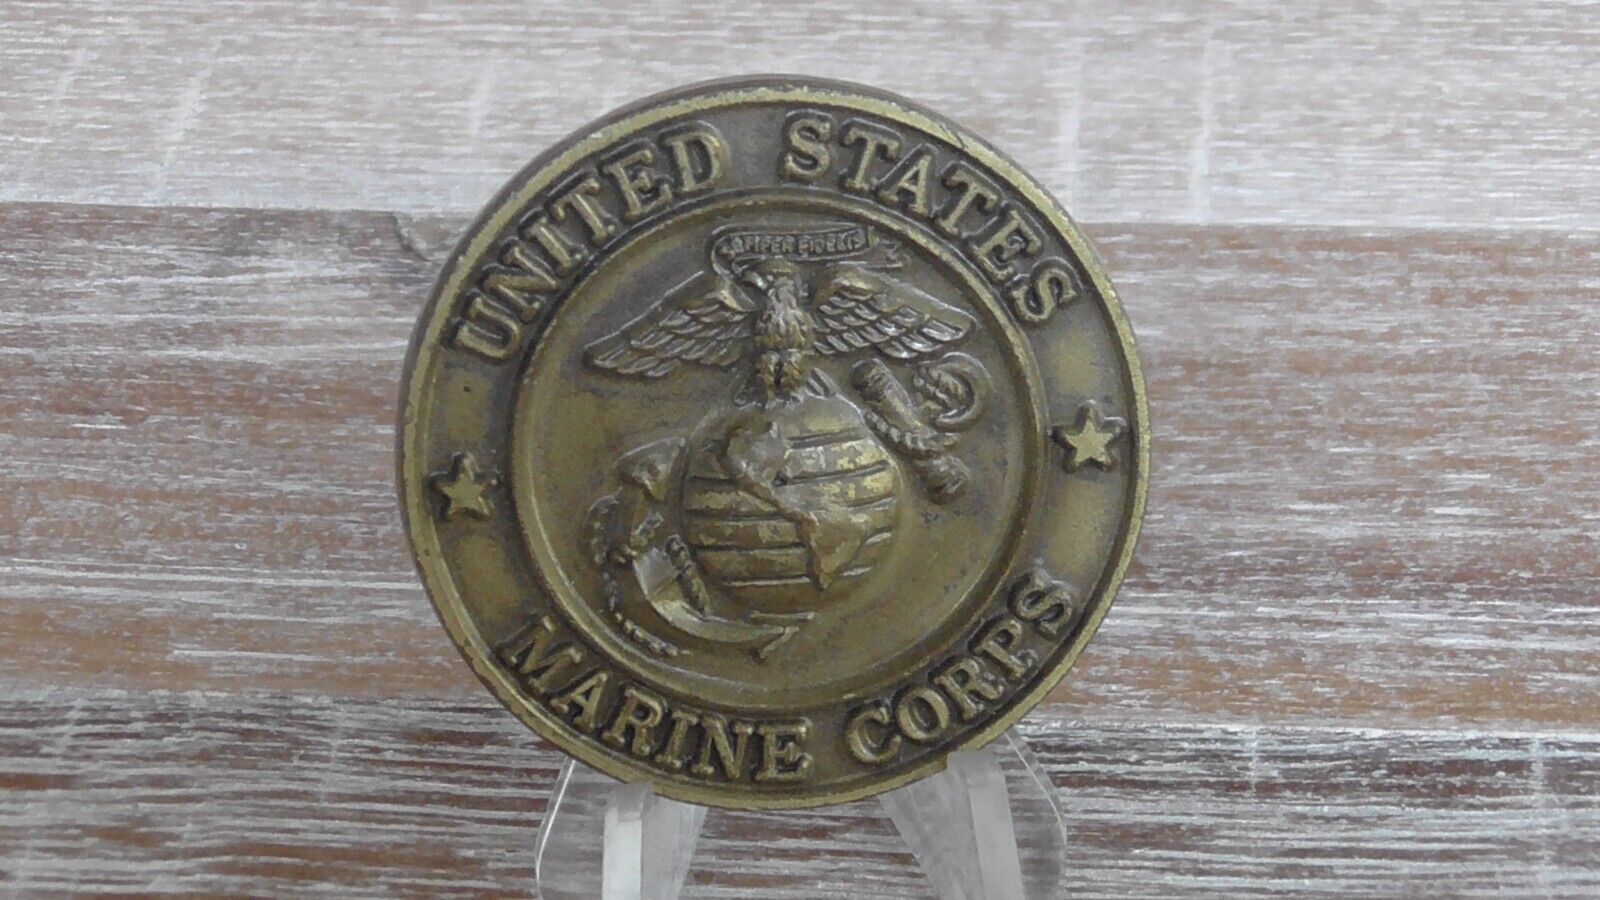 UNITED STATES
SEMPER FIDELIS
MARINE CORPS